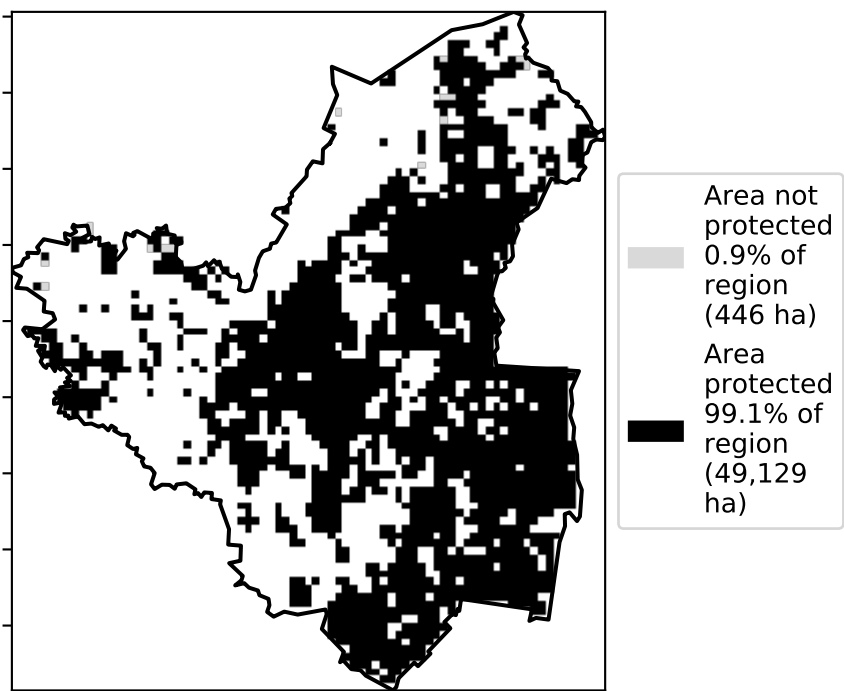 Area not
protected
0.9% of
region
(446 ha)
Area
protected
99.1% of
region
(49,129
ha)